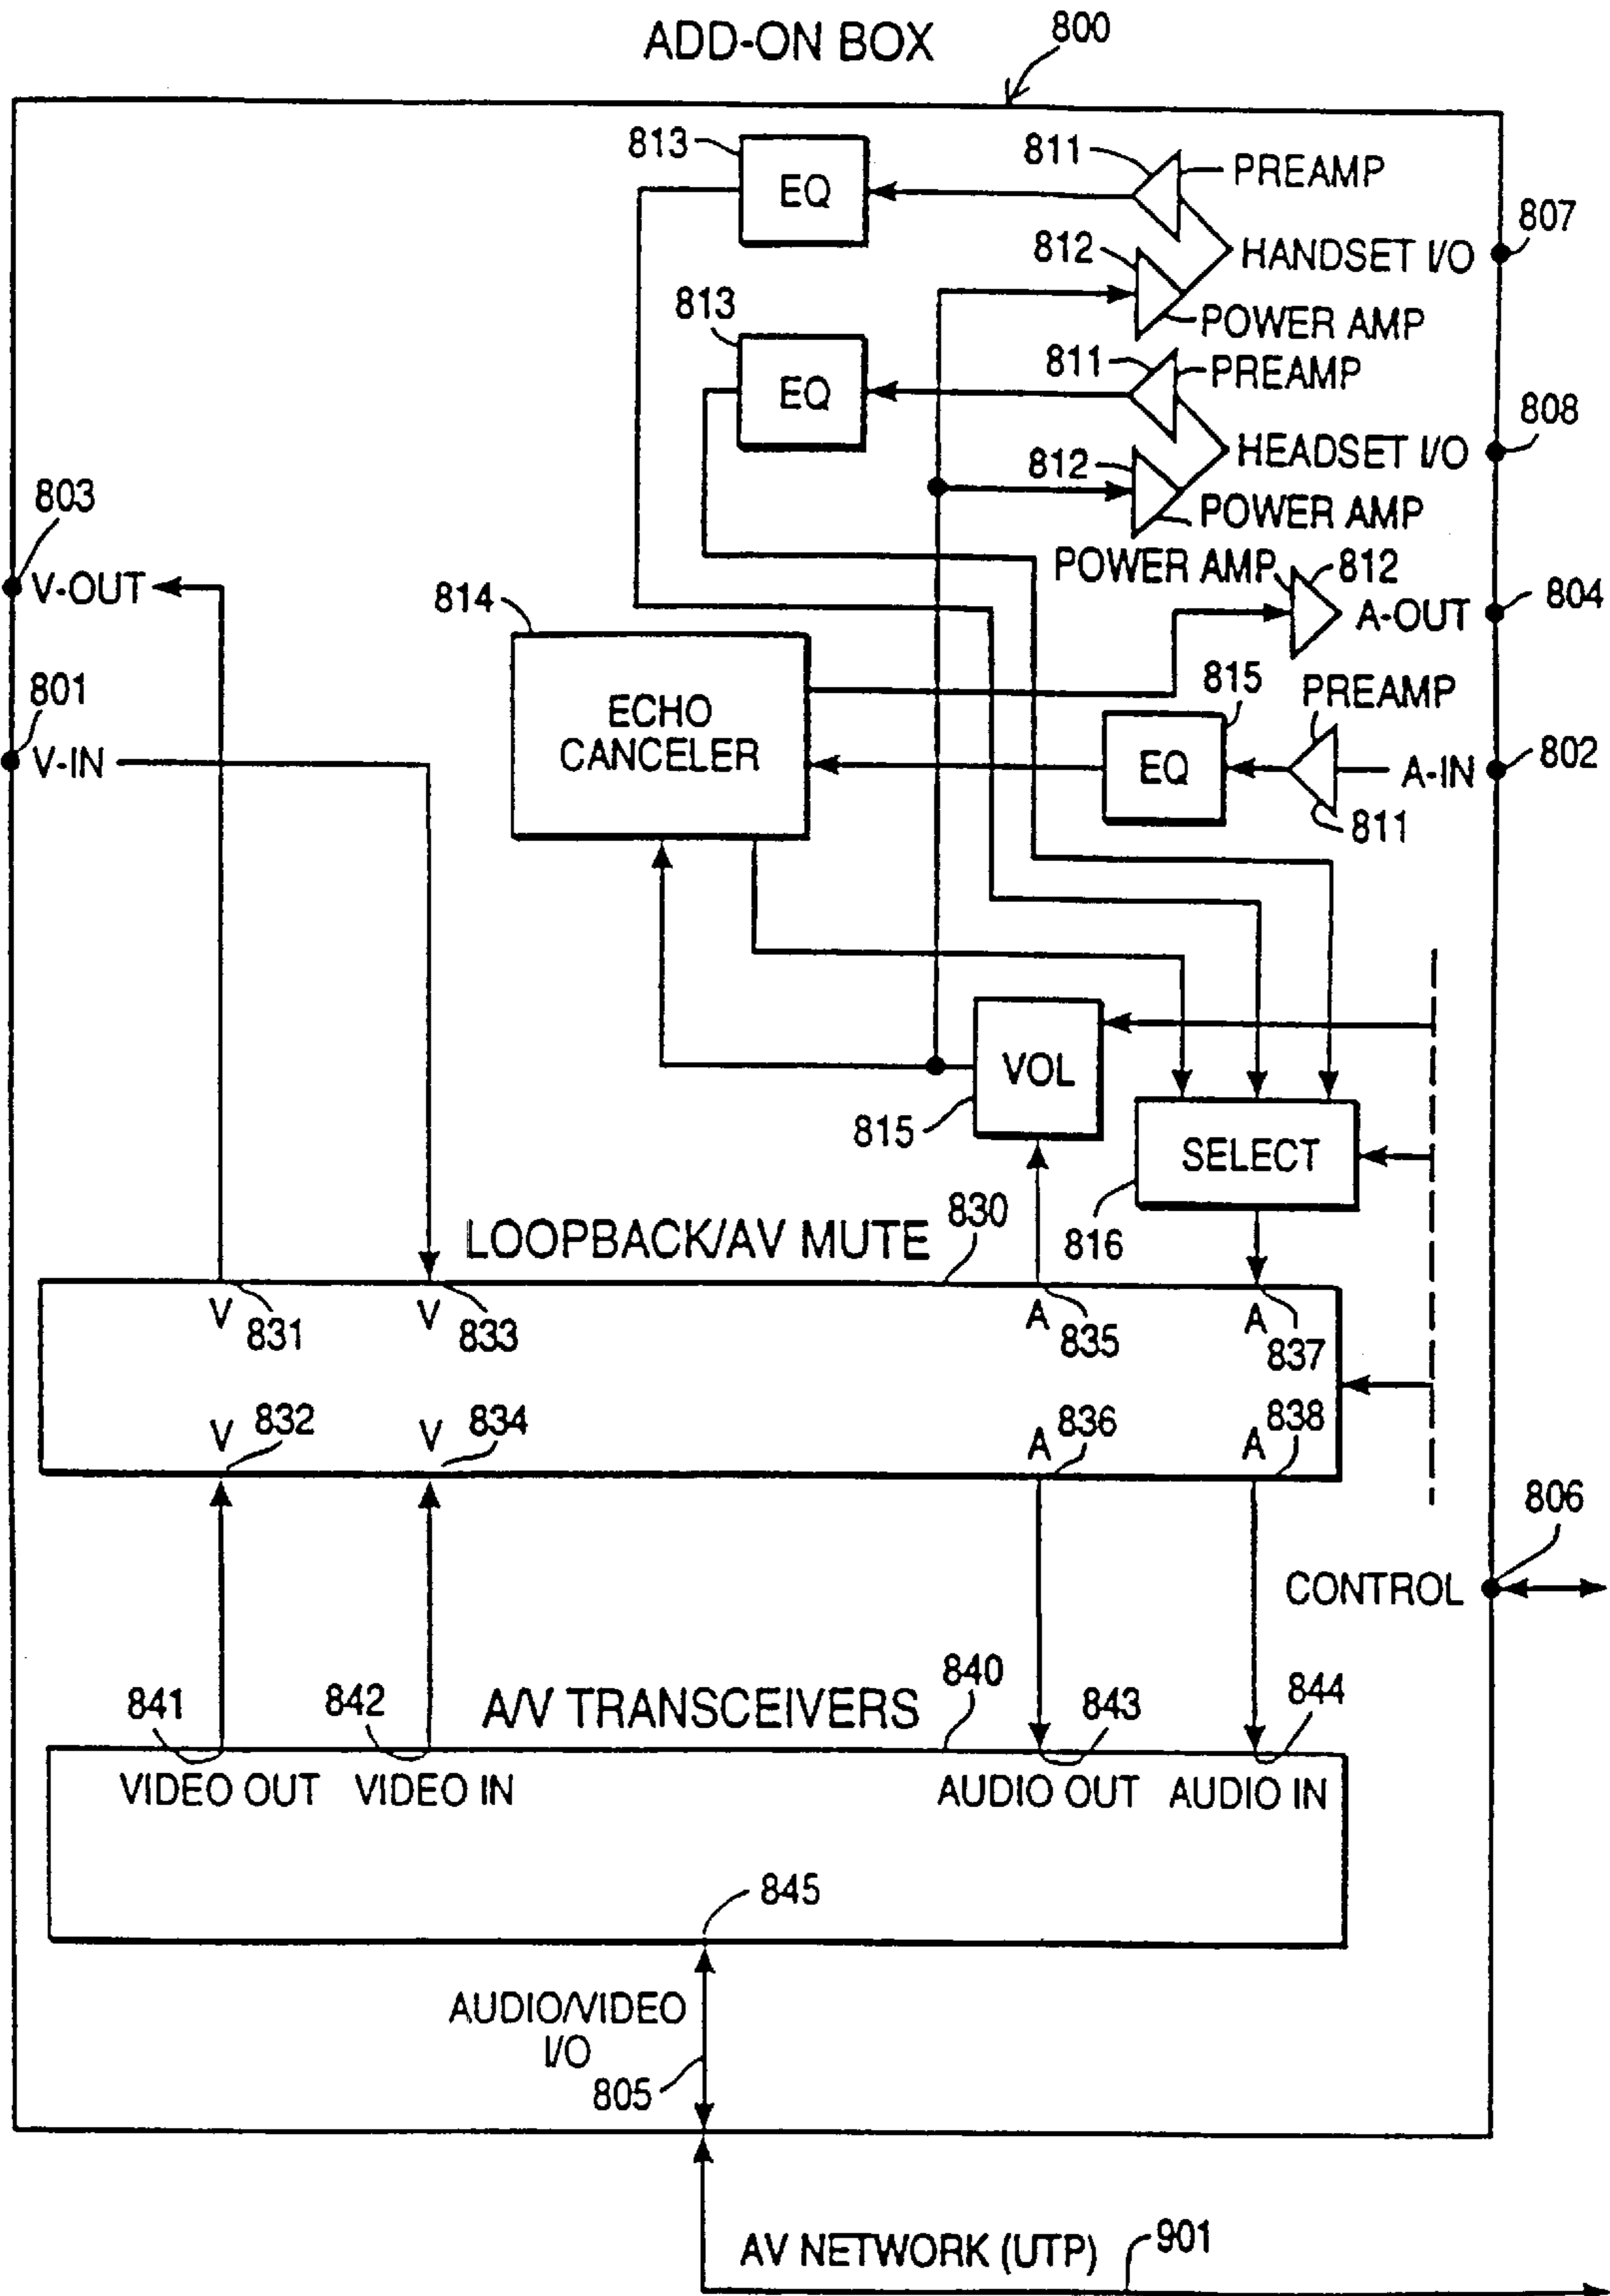 ADD-ON BOX
800
813
EQ
811
PREAMP
807
812
HANDSET I/O
POWER AMP
813
EQ
811
PREAMP
808
812
HEADSET I/O
POWER AMP
803
V-OUT
POWER AMP
812
A-OUT
804
814
ECHO
CANCELER
801
V-IN
815
EQ
PREAMP
A-IN
802
811
VOL
815
SELECT
816
LOOPBACK/AV MUTE
830
V
831
V
833
A
835
A
837
V
832
V
834
A
836
A
838
CONTROL
806
A/V TRANSCEIVERS
840
841
842
843
844
VIDEO OUT
VIDEO IN
AUDIO OUT
AUDIO IN
845
AUDIO/VIDEO
I/O
805
AV NETWORK (UTP)
901